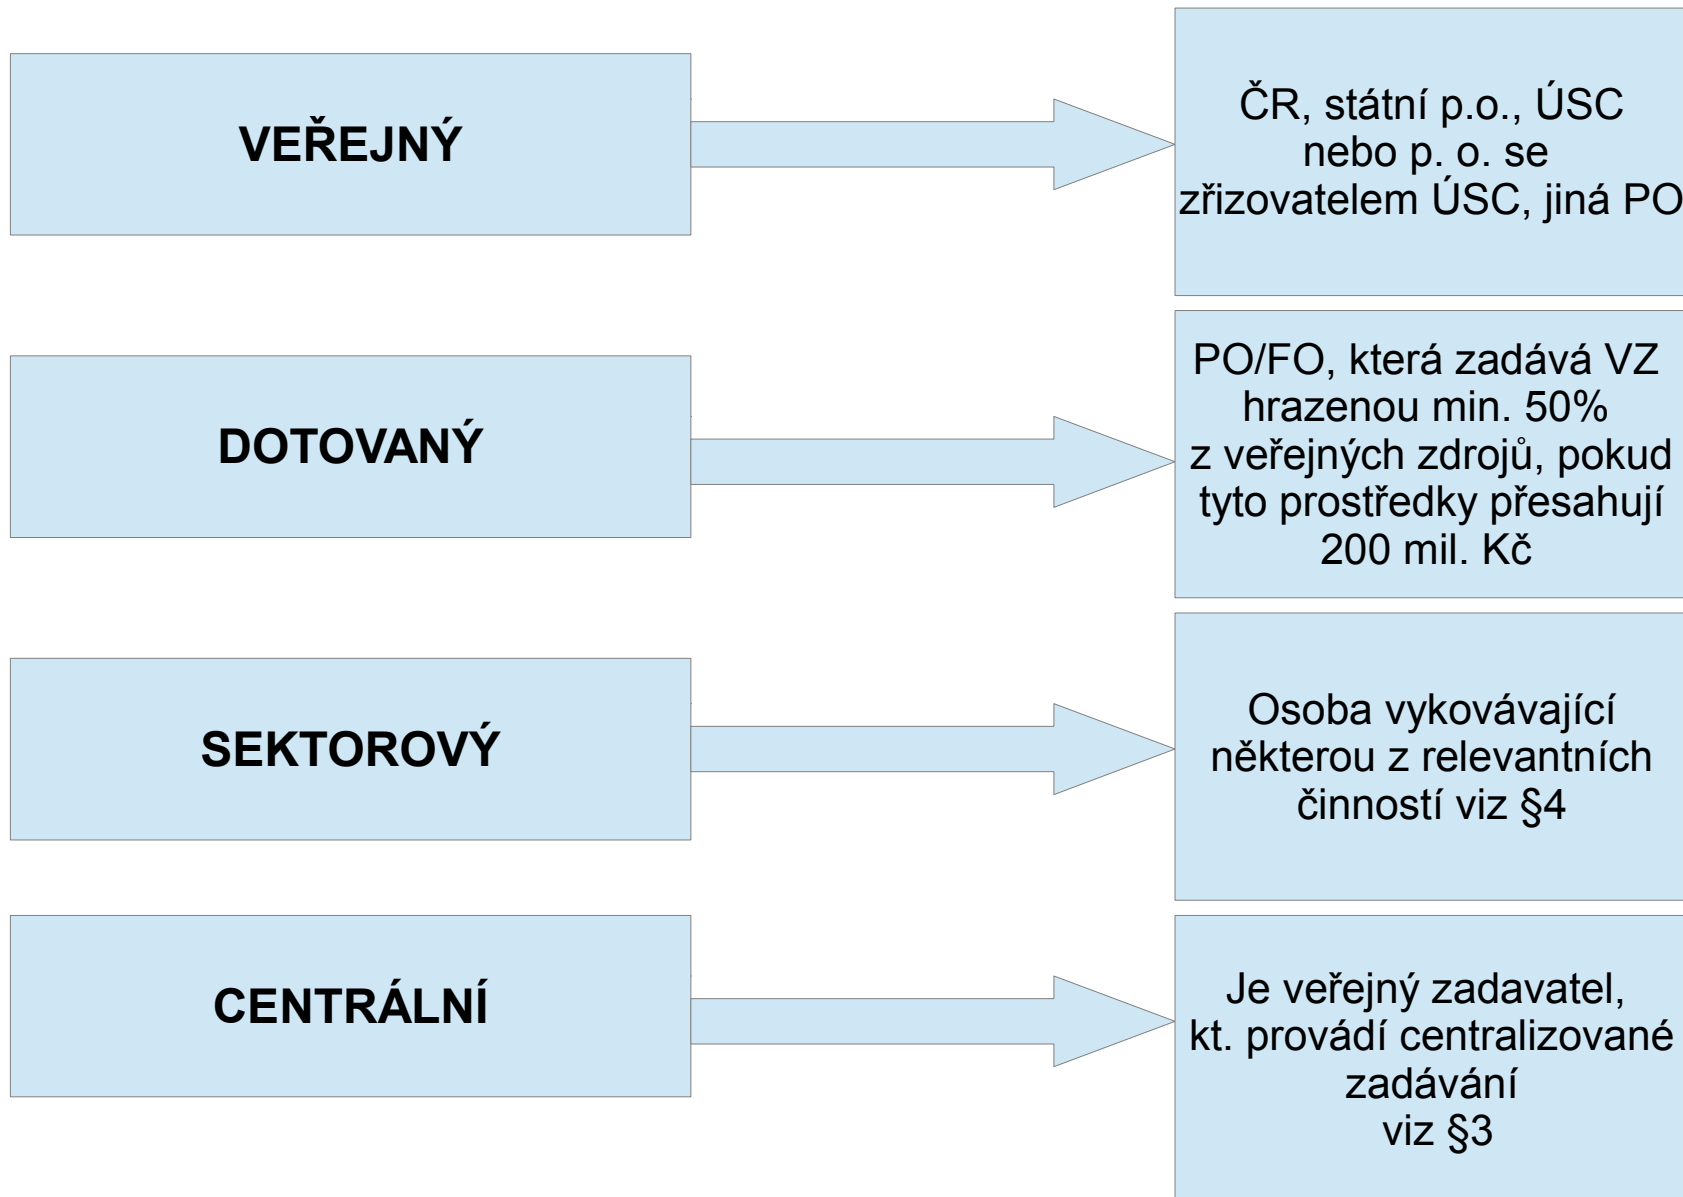 VEŘEJNÝ
ČR, státní p.o., ÚSC
nebo p. o. se
zřizovatelem ÚSC, jiná PO
DOTOVANÝ
PO/FO, která zadává VZ
hrazenou min. 50%
z veřejných zdrojů, pokud
tyto prostředky přesahují
200 mil. Kč
SEKTOROVÝ
Osoba vykovávající
některou z relevantních
činností viz §4
CENTRÁLNÍ
Je veřejný zadavatel,
kt. provádí centralizované
zadávání
viz §3